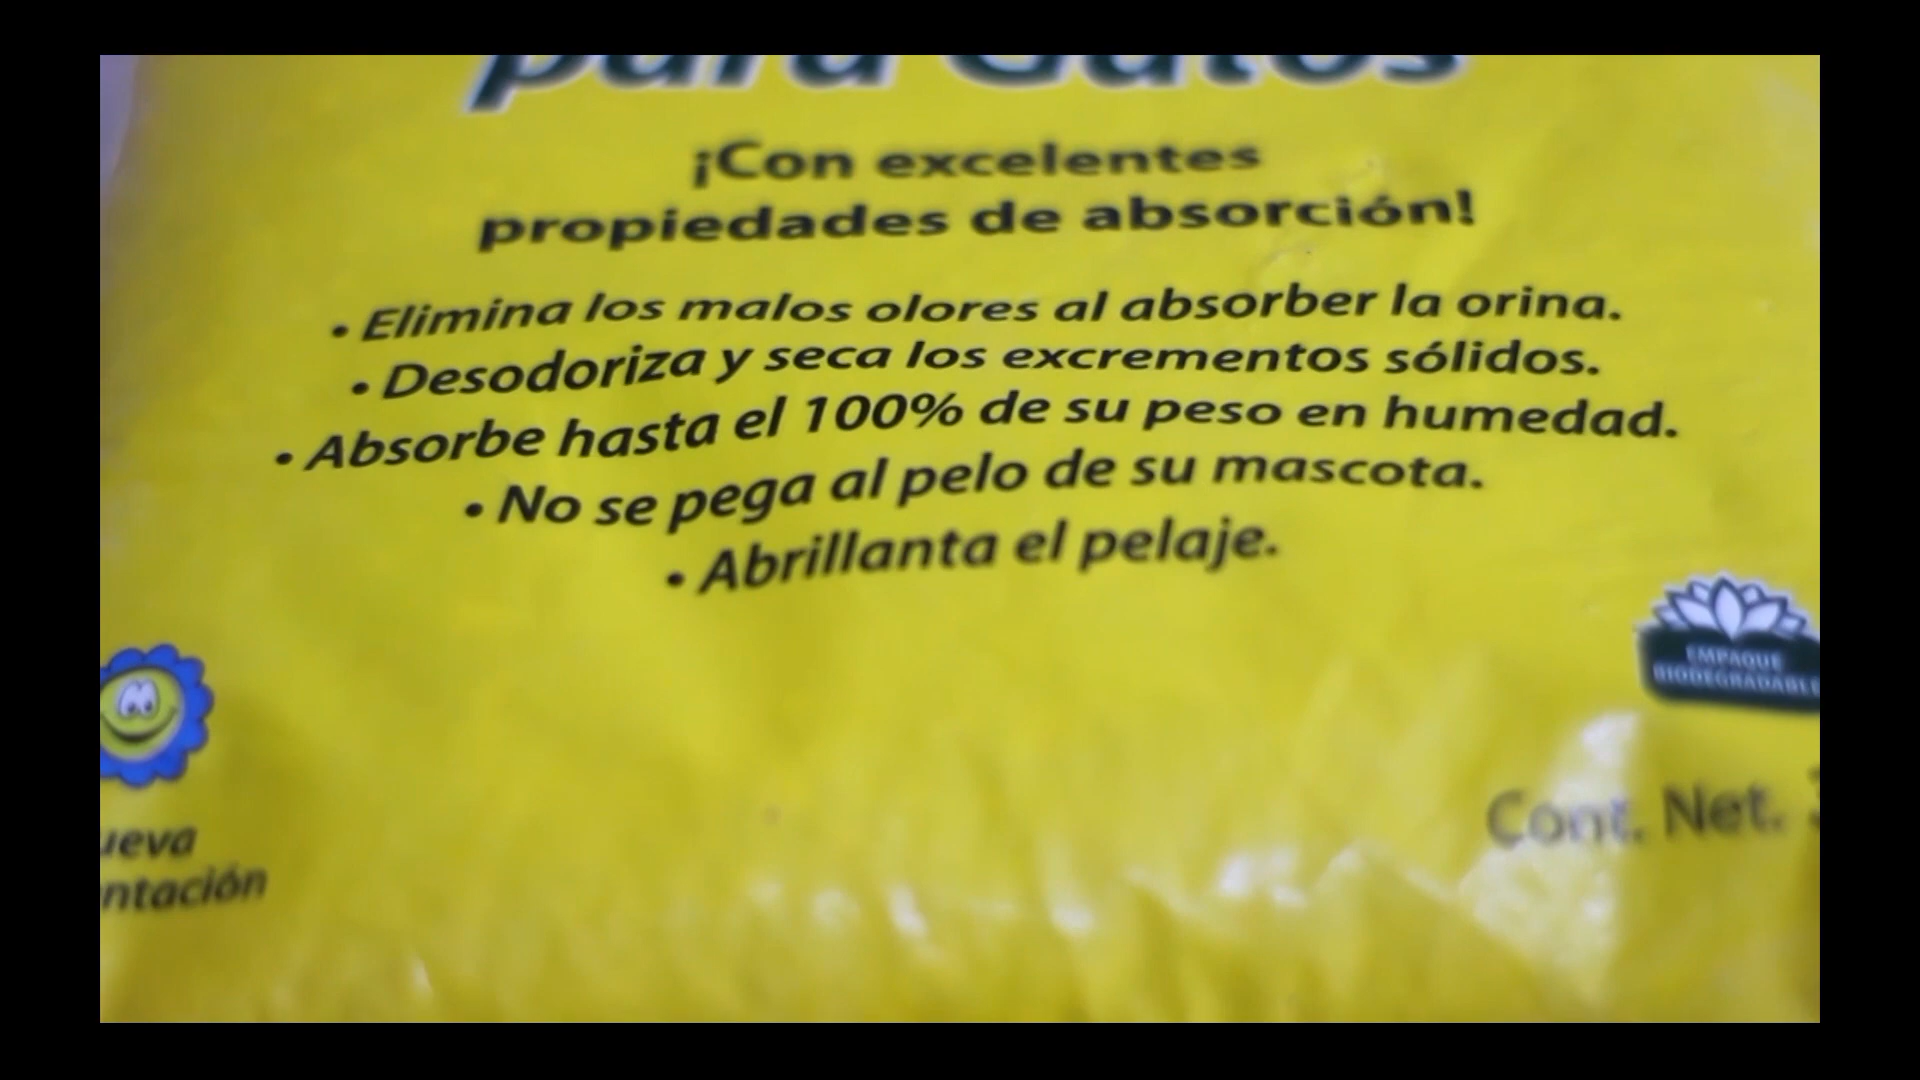 para Gatos
¡Con excelentes
propiedades de absorción!
• Elimina los malos olores al absorber la orina.
• Desodoriza y seca los excrementos sólidos.
• Absorbe hasta el 100% de su peso en humedad.
• No se pega al pelo de su mascota.
• Abrillanta el pelaje.
EMPAQUE
BIODEGRADABLE
Cont. Net.
ueva
ntación